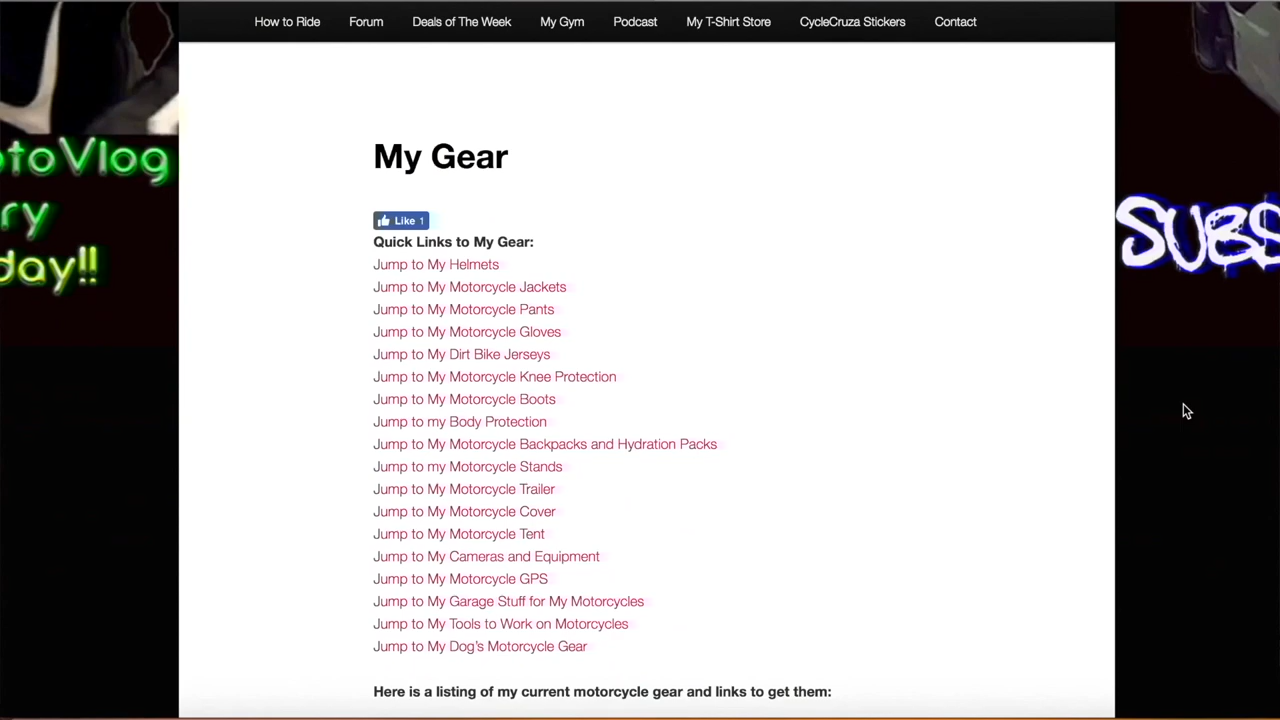 How to Ride Forum Deals of The Week My Gym Podcast My T-Shirt Store CycleCruza Stickers Contact
My Gear
Like 1
Quick Links to My Gear:
Jump to My Helmets
Jump to My Motorcycle Jackets
Jump to My Motorcycle Pants
Jump to My Motorcycle Gloves
Jump to My Dirt Bike Jerseys
Jump to My Motorcycle Knee Protection
Jump to My Motorcycle Boots
Jump to my Body Protection
Jump to My Motorcycle Backpacks and Hydration Packs
Jump to my Motorcycle Stands
Jump to My Motorcycle Trailer
Jump to My Motorcycle Cover
Jump to My Motorcycle Tent
Jump to My Cameras and Equipment
Jump to My Motorcycle GPS
Jump to My Garage Stuff for My Motorcycles
Jump to My Tools to Work on Motorcycles
Jump to My Dog's Motorcycle Gear
Here is a listing of my current motorcycle gear and links to get them:
otoVlog
ry
day!!
SUBS